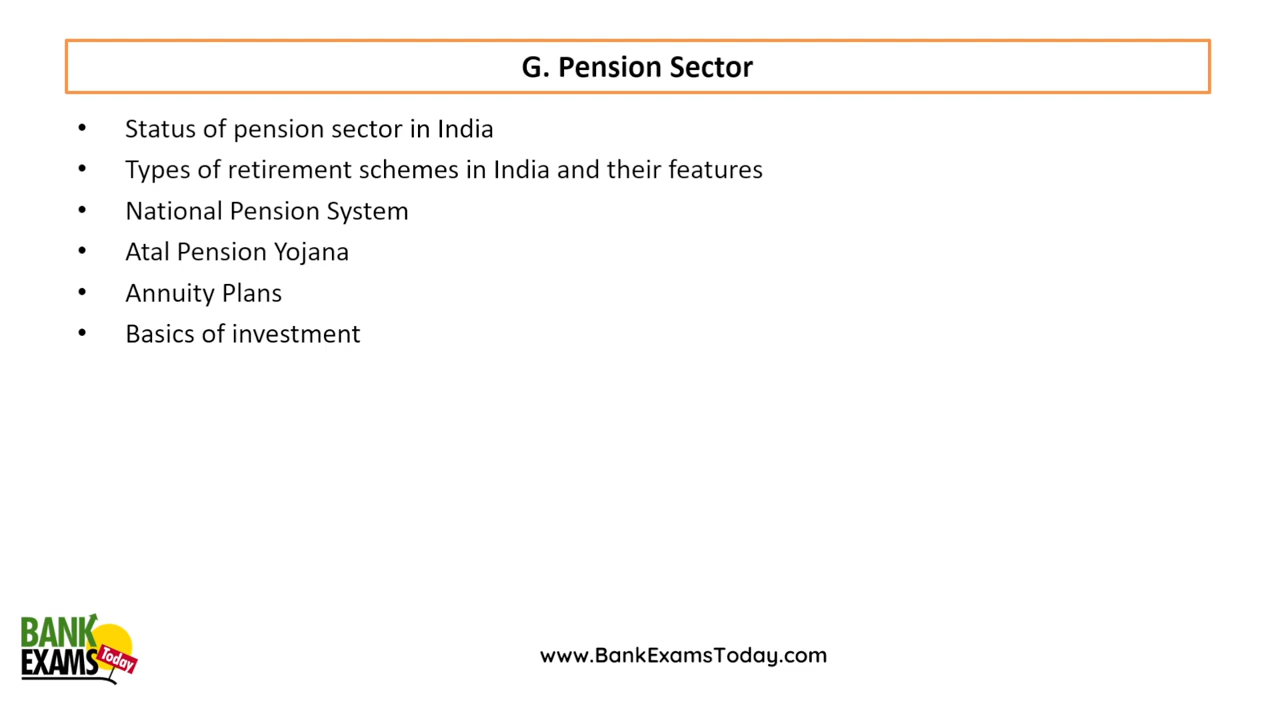 G. Pension Sector
• Status of pension sector in India
• Types of retirement schemes in India and their features
• National Pension System
• Atal Pension Yojana
• Annuity Plans
• Basics of investment
BANK
EXAMS
Today
www.BankExamsToday.com